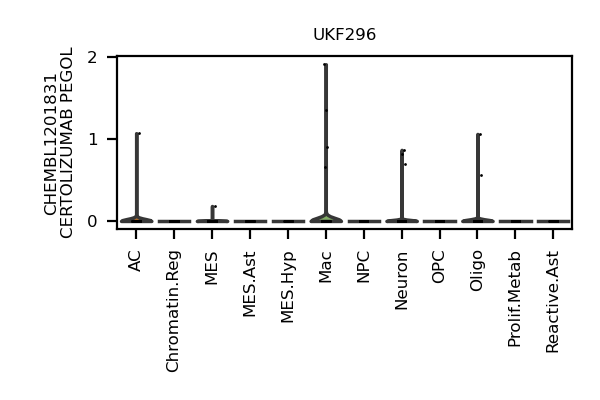 UKF296
CHEMBL1201831
CERTOLIZUMAB PEGOL
2
1
0
AC
Chromatin.Reg
MES
MES.Ast
MES.Hyp
Mac
NPC
Neuron
OPC
Oligo
Prolif.Metab
Reactive.Ast